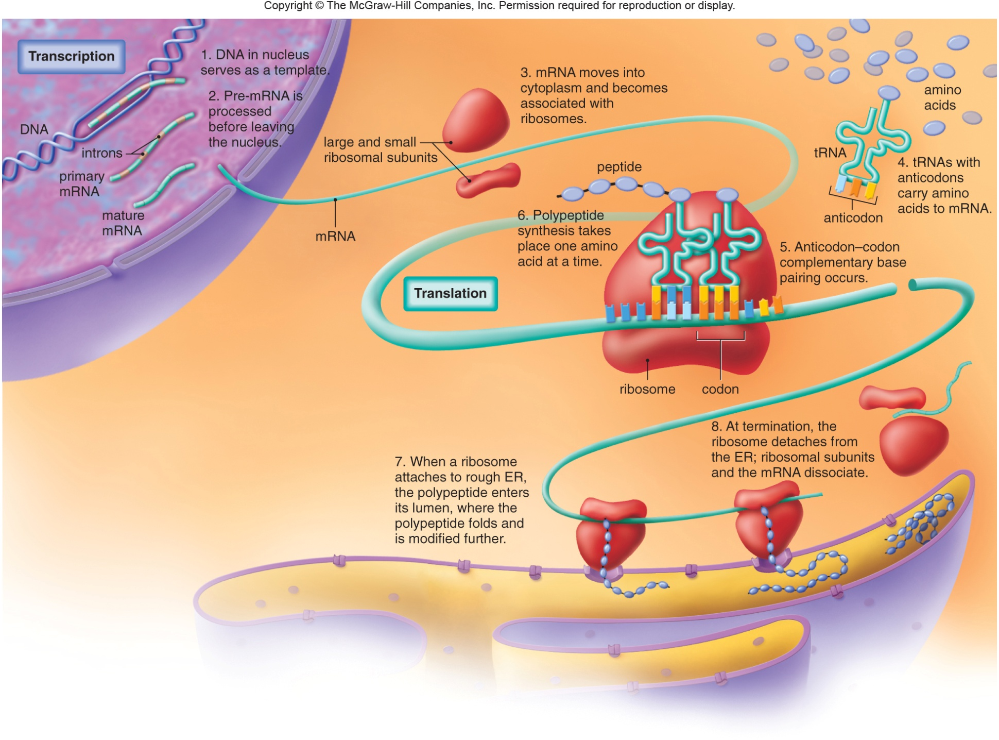 Copyright © The McGraw-Hill Companies, Inc. Permission required for reproduction or display.
Transcription
1. DNA in nucleus
serves as a template.
2. Pre-mRNA is
processed
before leaving
the nucleus.
DNA
introns
primary
mRNA
mature
mRNA
mRNA
large and small
ribosomal subunits
3. mRNA moves into
cytoplasm and becomes
associated with
ribosomes.
amino
acids
tRNA
anticodon
4. tRNAs with
anticodons
carry amino
acids to mRNA.
peptide
6. Polypeptide
synthesis takes
place one amino
acid at a time.
5. Anticodon–codon
complementary base
pairing occurs.
Translation
ribosome
codon
7. When a ribosome
attaches to rough ER,
the polypeptide enters
its lumen, where the
polypeptide folds and
is modified further.
8. At termination, the
ribosome detaches from
the ER; ribosomal subunits
and the mRNA dissociate.